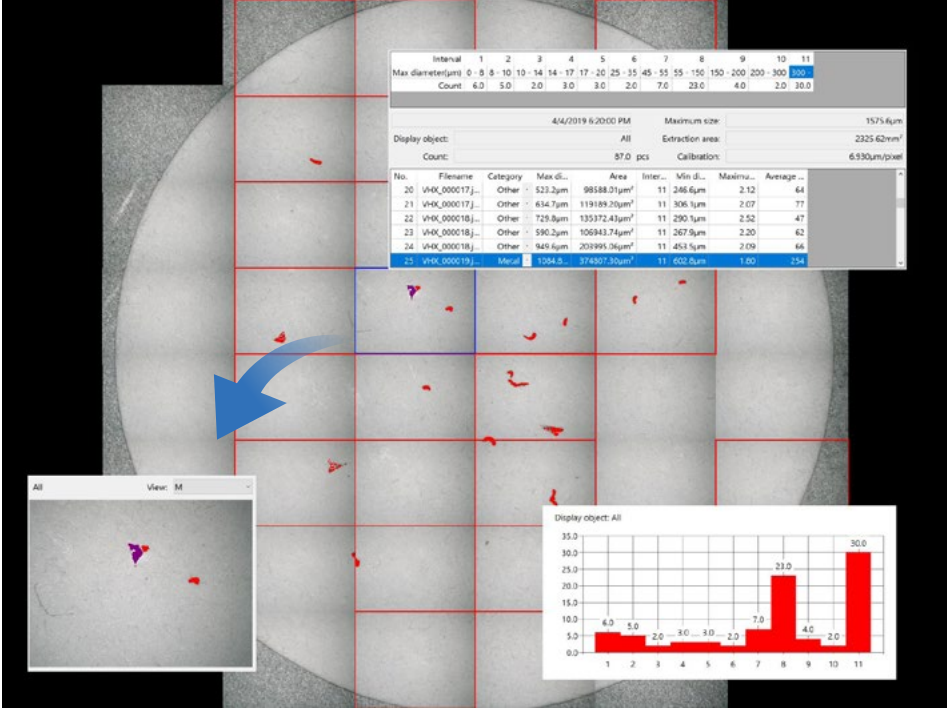 Interval 1 2 3 4 5 6 7 8 9 10 11
Max diameter(µm) 0 - 8 8 - 10 10 - 14 14 - 17 17 - 20 25 - 35 45 - 55 55 - 150 150 - 200 200 - 300 300 -
Count 6.0 5.0 2.0 3.0 3.0 2.0 7.0 23.0 4.0 2.0 30.0
4/4/2019 6:20:00 PM Maximum size: 1575.6µm
Display object: All Extraction area: 2325.62mm²
Count: 87.0 pcs Calibration: 6.930µm/pixel
No. Filename Category Max di... Area Inter... Min di... Maximu... Average ...
20 VHX_000017.j... Other 523.2µm 98588.01µm² 11 246.6µm 2.12 64
21 VHX_000017.j... Other 634.7µm 119189.20µm² 11 306.1µm 2.07 77
22 VHX_000018.j... Other 729.8µm 135372.43µm² 11 290.1µm 2.52 47
23 VHX_000018.j... Other 590.2µm 106943.74µm² 11 267.9µm 2.20 62
24 VHX_000018.j... Other 949.6µm 203995.06µm² 11 453.5µm 2.09 66
25 VHX_000019.j... Metal 1084.8... 374807.30µm² 11 602.8µm 1.80 254
All View: M
Display object: All
35.0
30.0
25.0
20.0
15.0
10.0
5.0
0.0
6.0 5.0 2.0 3.0 3.0 2.0 7.0 23.0 4.0 2.0 30.0
1 2 3 4 5 6 7 8 9 10 11